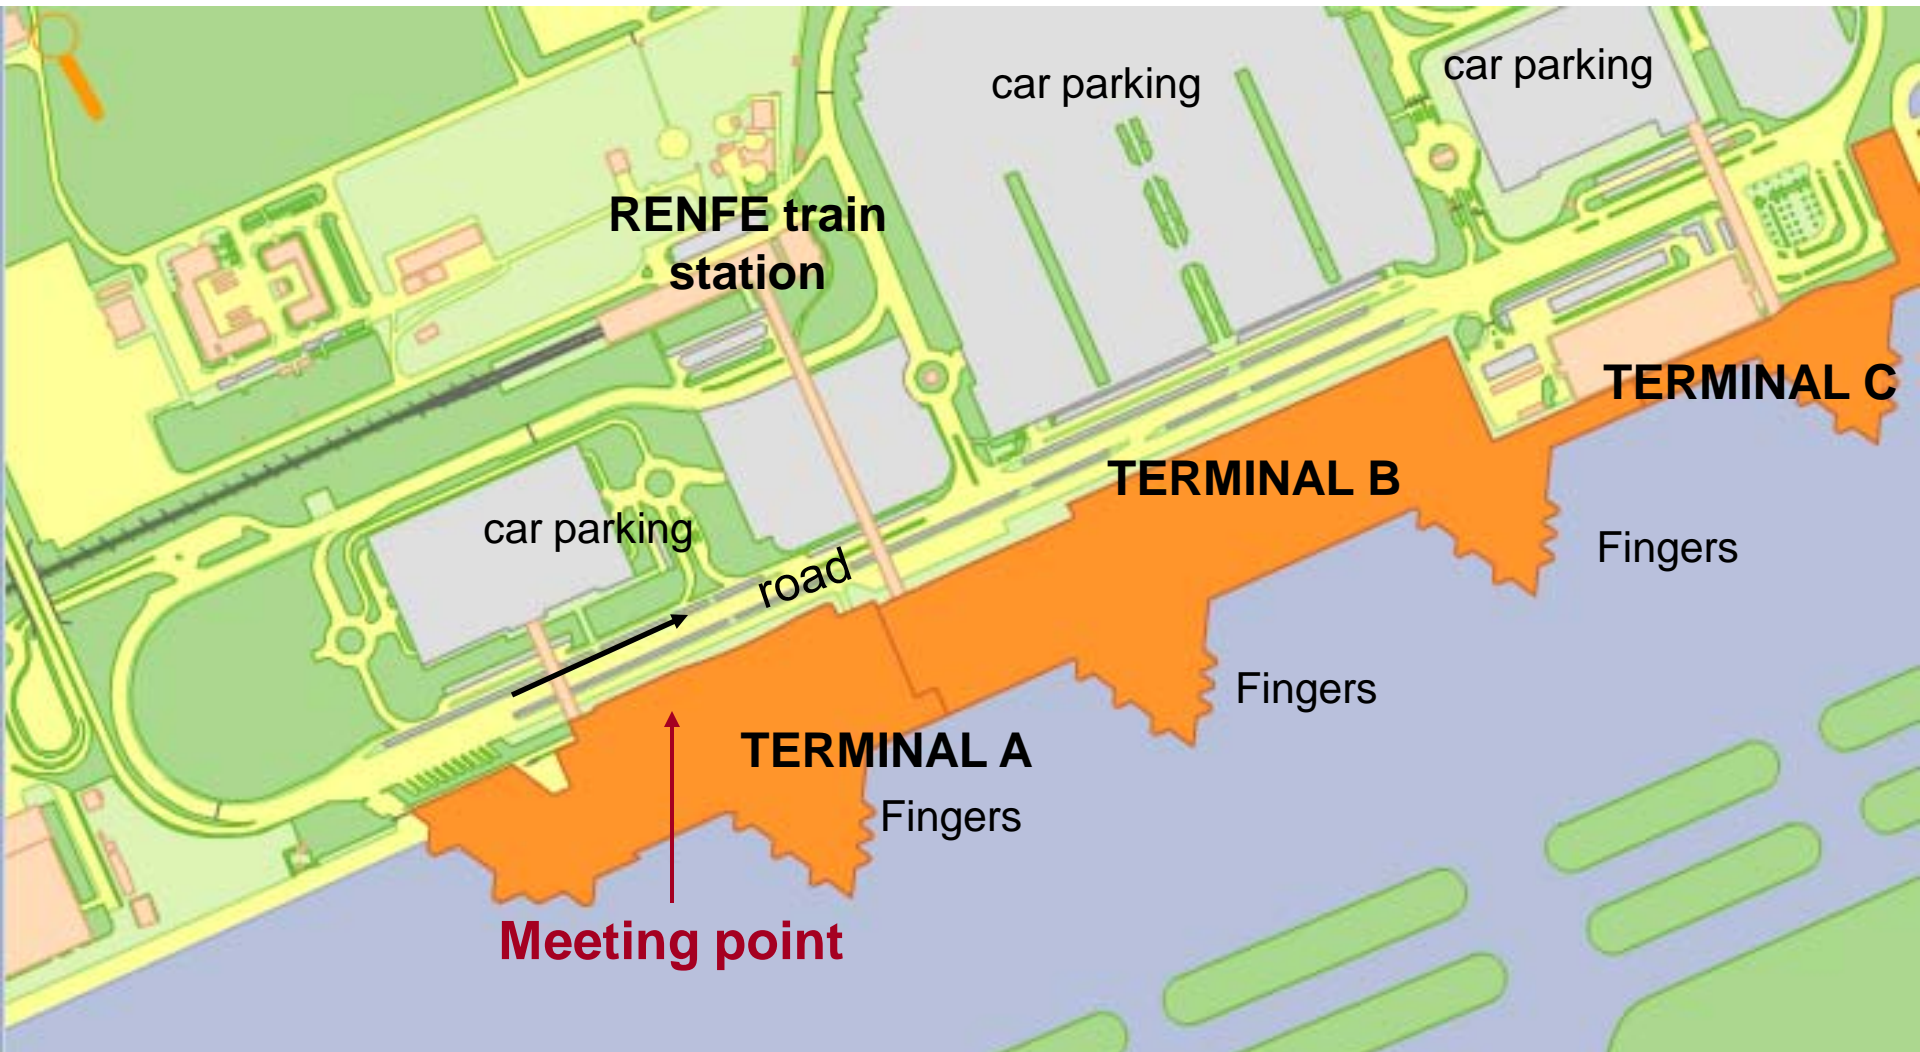 car parking
car parking
RENFE train
station
TERMINAL C
TERMINAL B
car parking
Fingers
road
Fingers
TERMINAL A
Fingers
Meeting point